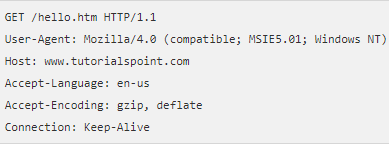 GET /hello.htm HTTP/1.1
User-Agent: Mozilla/4.0 (compatible; MSIE5.01; Windows NT)
Host: www.tutorialspoint.com
Accept-Language: en-us
Accept-Encoding: gzip, deflate
Connection: Keep-Alive